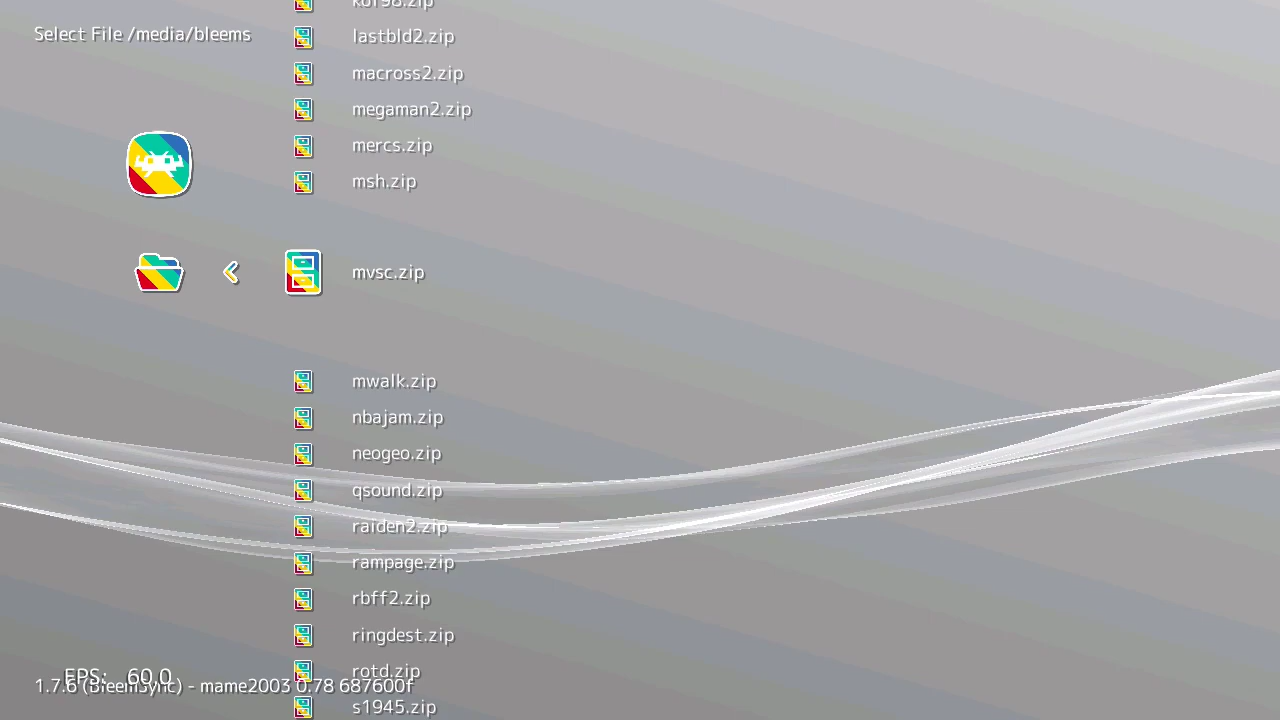 kof98.zip
Select File /media/bleems
lastbld2.zip
macross2.zip
megaman2.zip
mercs.zip
msh.zip
mvsc.zip
mwalk.zip
nbajam.zip
neogeo.zip
qsound.zip
raiden2.zip
rampage.zip
rbff2.zip
ringdest.zip
rotd.zip
FPS: 60.0
1.7.6 (BleemSync) - mame2003 0.78 687600f
s1945.zip